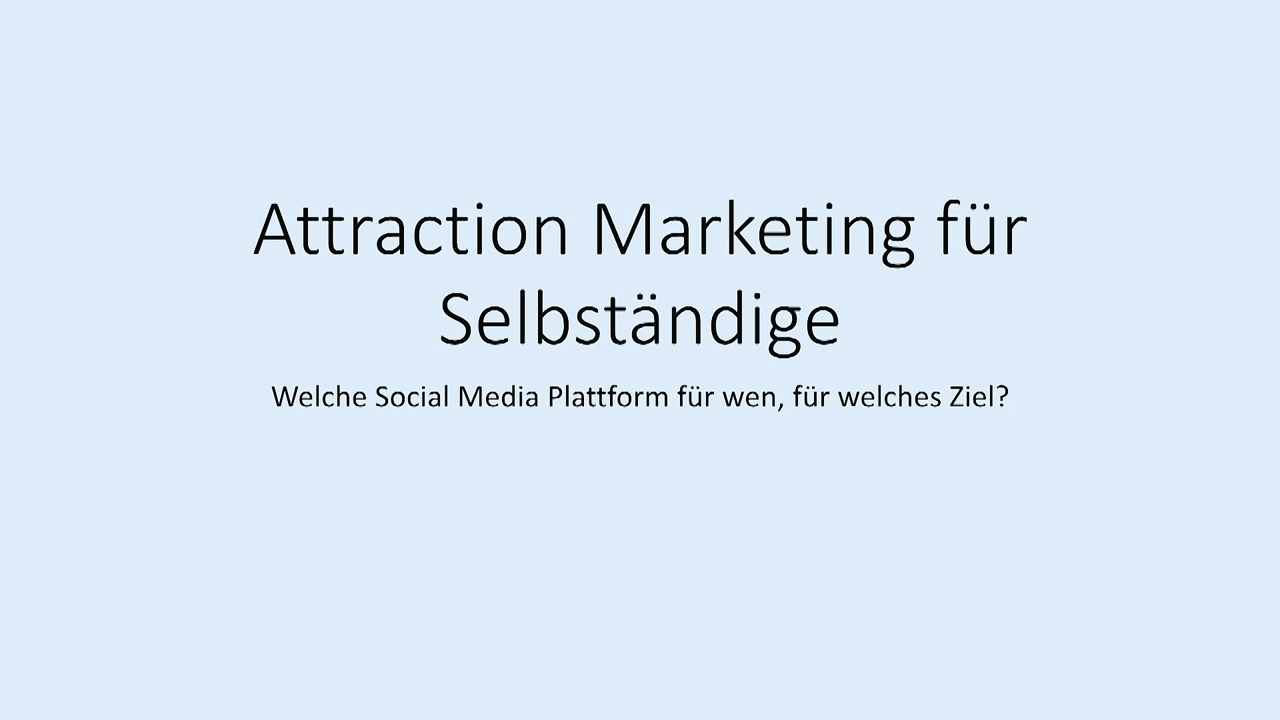 Attraction Marketing für
Selbständige
Welche Social Media Plattform für wen, für welches Ziel?